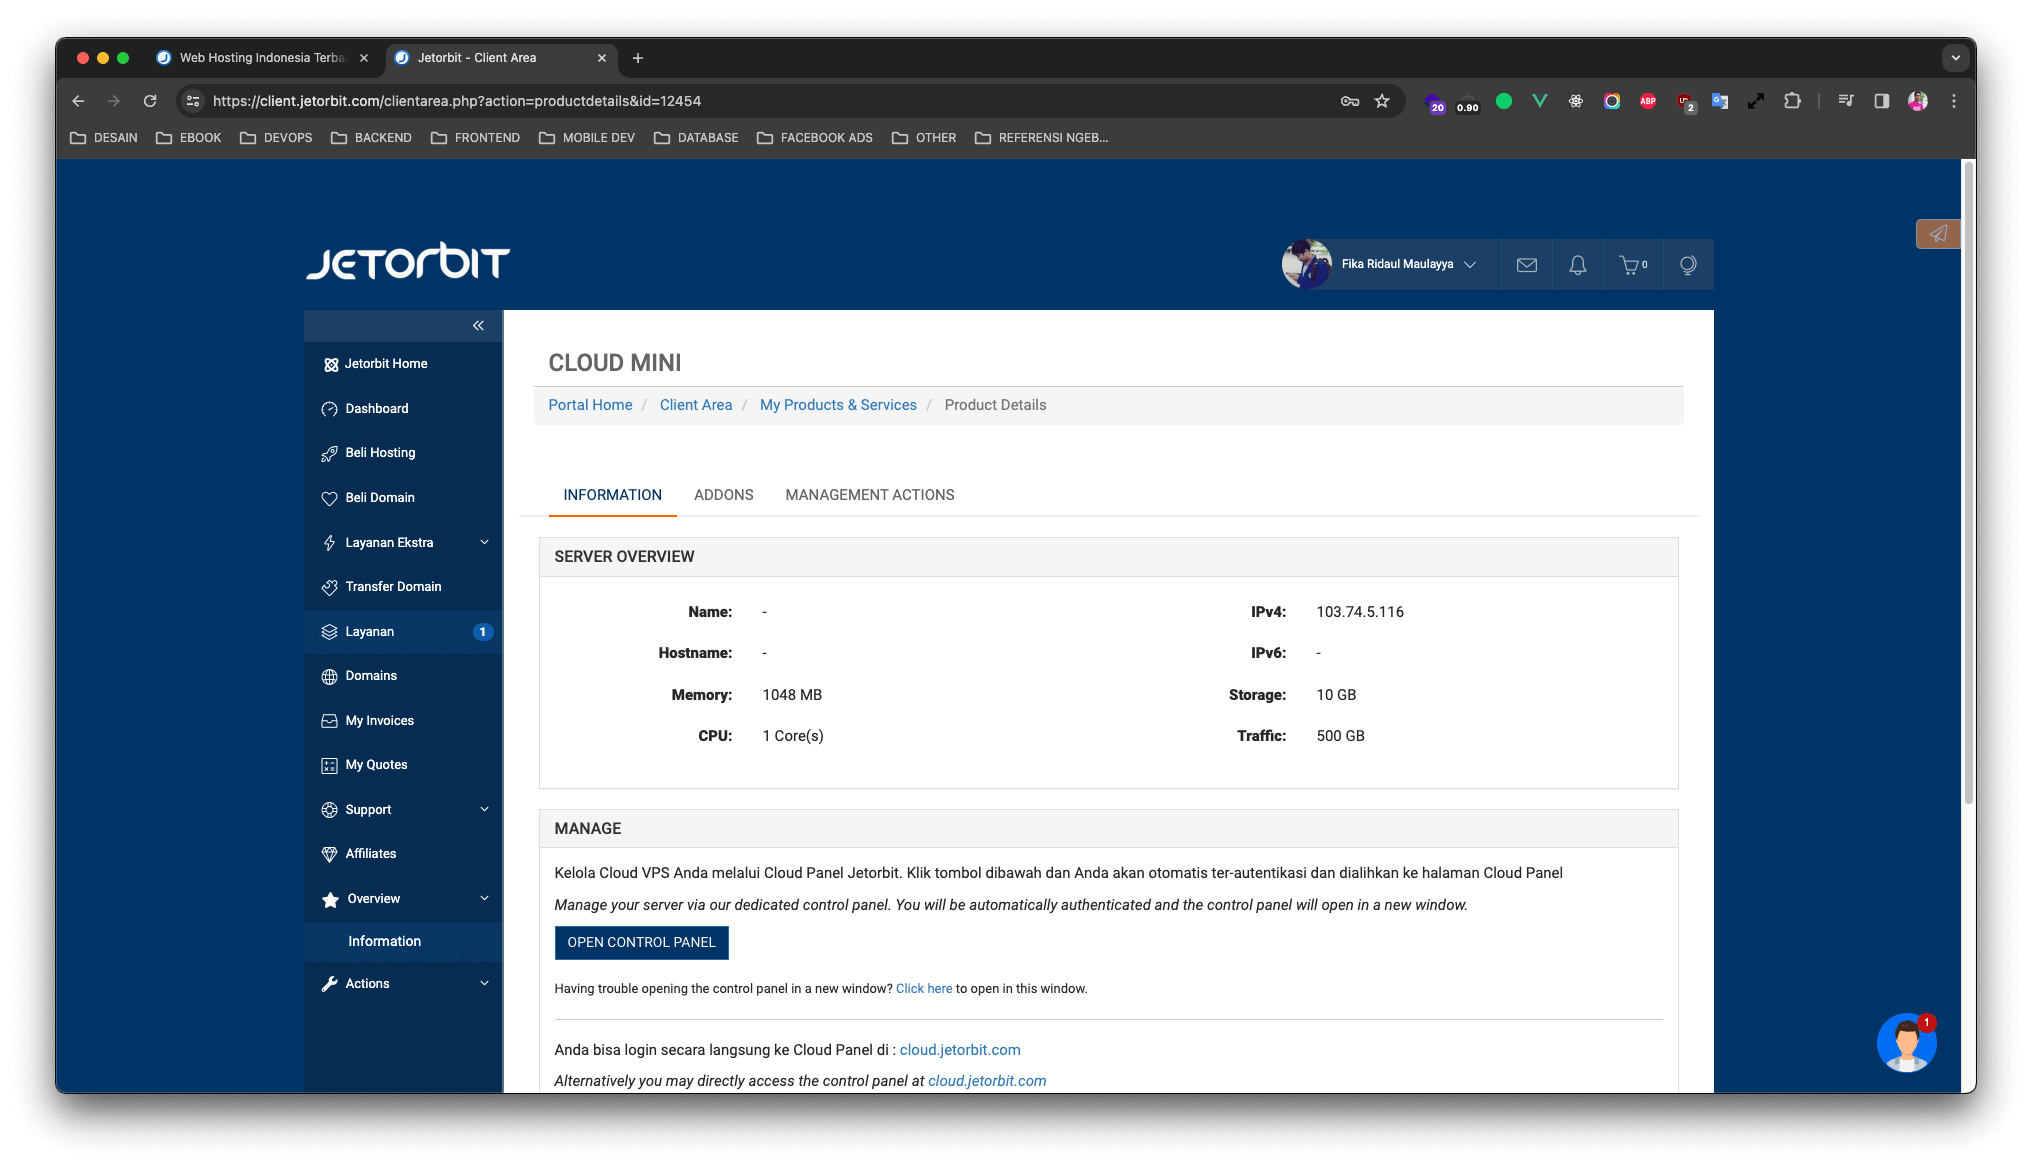 Web Hosting Indonesia Terba
Jetorbit - Client Area
https://client.jetorbit.com/clientarea.php?action=productdetails&id=12454
20
0.90
ABP
2
DESAIN
EBOOK
DEVOPS
BACKEND
FRONTEND
MOBILE DEV
DATABASE
FACEBOOK ADS
OTHER
REFERENSI NGEB...
JETORBIT
Fika Ridaul Maulayya
0
Jetorbit Home
Dashboard
Beli Hosting
Beli Domain
Layanan Ekstra
Transfer Domain
Layanan 1
Domains
My Invoices
My Quotes
Support
Affiliates
Overview
Information
Actions
CLOUD MINI
Portal Home / Client Area / My Products & Services / Product Details
INFORMATION ADDONS MANAGEMENT ACTIONS
SERVER OVERVIEW
Name: -
IPv4: 103.74.5.116
Hostname: -
IPv6: -
Memory: 1048 MB
Storage: 10 GB
CPU: 1 Core(s)
Traffic: 500 GB
MANAGE
Kelola Cloud VPS Anda melalui Cloud Panel Jetorbit. Klik tombol dibawah dan Anda akan otomatis ter-autentikasi dan dialihkan ke halaman Cloud Panel
Manage your server via our dedicated control panel. You will be automatically authenticated and the control panel will open in a new window.
OPEN CONTROL PANEL
Having trouble opening the control panel in a new window? Click here to open in this window.
Anda bisa login secara langsung ke Cloud Panel di : cloud.jetorbit.com
Alternatively you may directly access the control panel at cloud.jetorbit.com
1